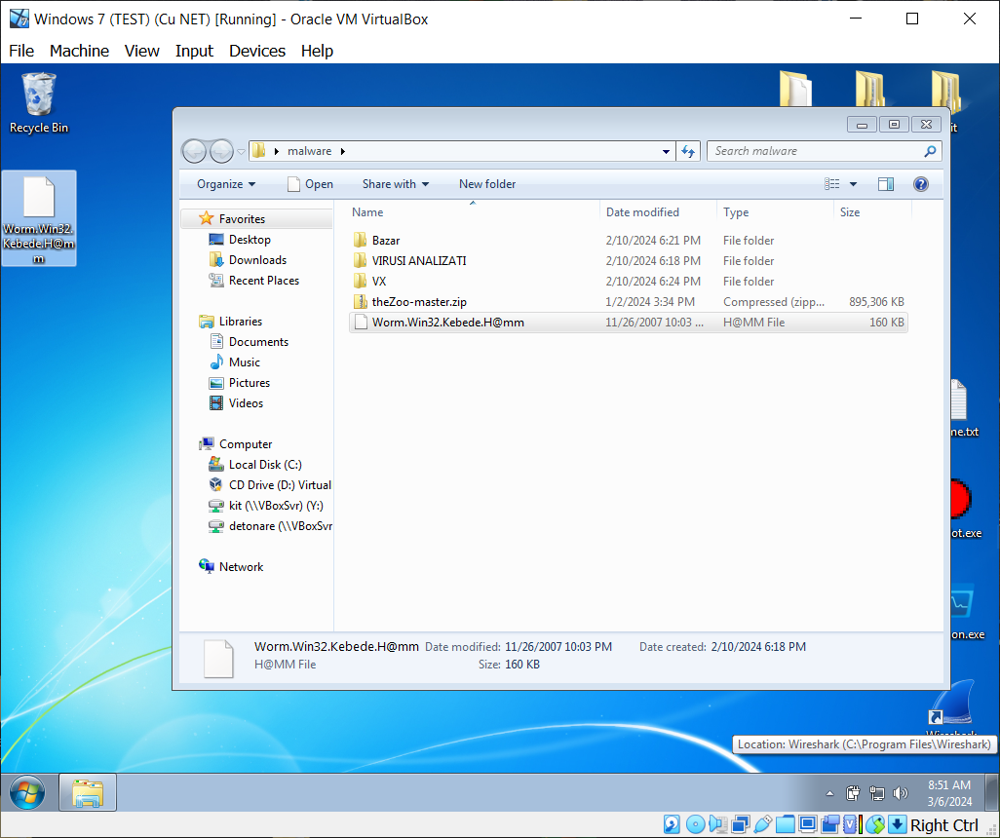 Windows 7 (TEST) (Cu NET) [Running] - Oracle VM VirtualBox
File Machine View Input Devices Help
Recycle Bin
it
malware
Search malware
Organize Open Share with New folder
Worm.Win32.
Kebede.H@m
m
Favorites
Desktop
Downloads
Recent Places
Libraries
Documents
Music
Pictures
Videos
Computer
Local Disk (C:)
CD Drive (D:) Virtual
kit (\\VBoxSvr) (Y:)
detonare (\\VBoxSvr
Network
Name Date modified Type Size
Bazar 2/10/2024 6:21 PM File folder
VIRUSI ANALIZATI 2/10/2024 6:18 PM File folder
VX 2/10/2024 6:24 PM File folder
theZoo-master.zip 1/2/2024 3:34 PM Compressed (zipp... 895,306 KB
Worm.Win32.Kebede.H@mm 11/26/2007 10:03 ... H@MM File 160 KB
ne.txt
ot.exe
on.exe
Worm.Win32.Kebede.H@mm Date modified: 11/26/2007 10:03 PM Date created: 2/10/2024 6:18 PM
H@MM File Size: 160 KB
Wireshark
Location: Wireshark (C:\Program Files\Wireshark)
8:51 AM
3/6/2024
Right Ctrl